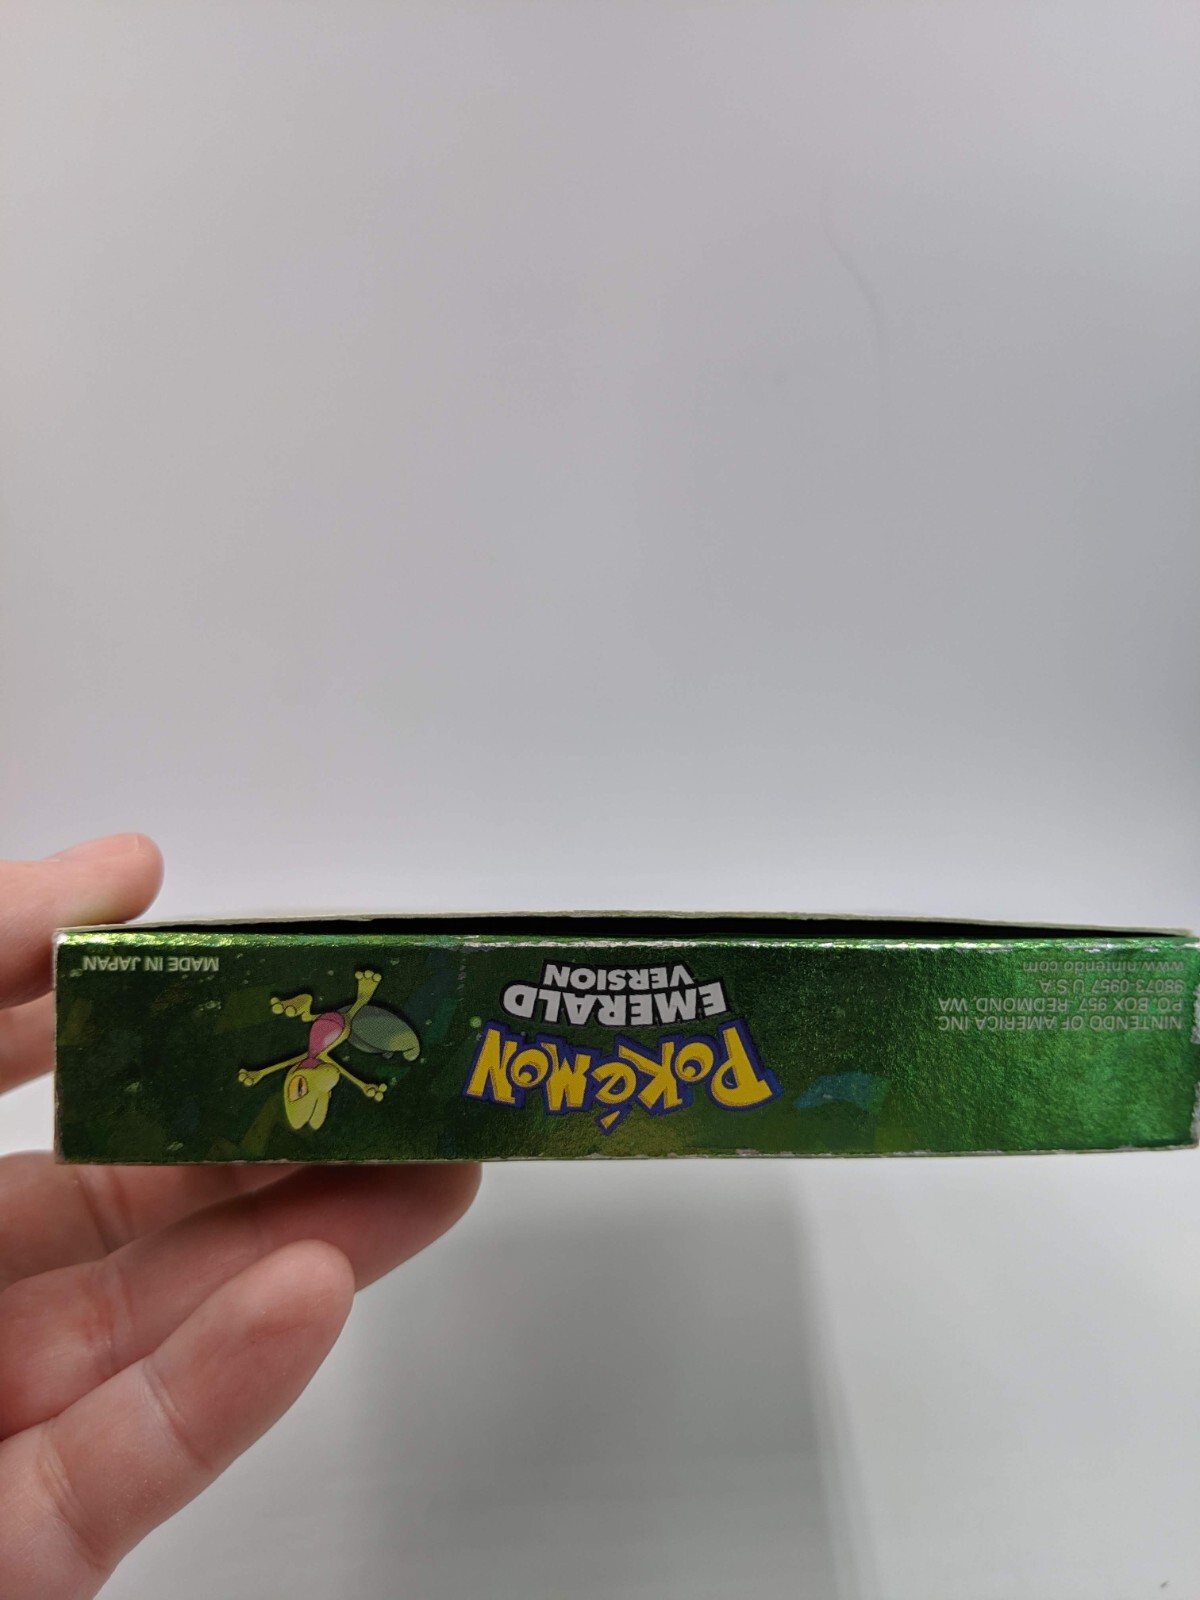 NINTENDO OF AMERICA INC.
P.O. BOX 957, REDMOND, WA
98073-0957 U.S.A.
www.nintendo.com
POKéMON
EMERALD
VERSION
MADE IN JAPAN